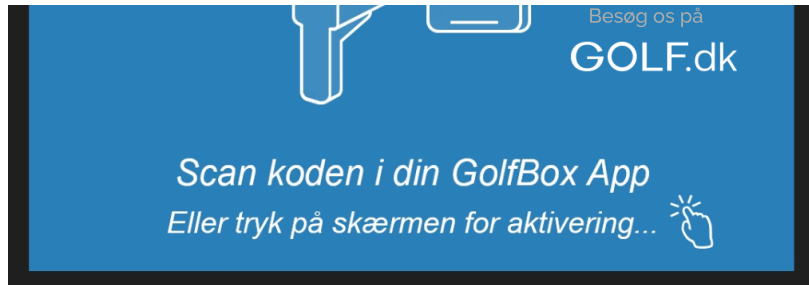 Besøg os på
GOLF.dk
Scan koden i din GolfBox App
Eller tryk på skærmen for aktivering...